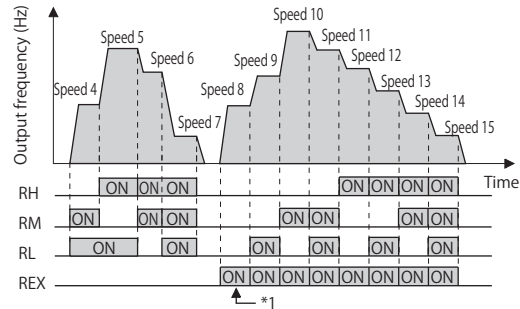 Output frequency (Hz)
Speed 10
Speed 5
Speed 11
Speed 6
Speed 9
Speed 12
Speed 4
Speed 8
Speed 13
Speed 7
Speed 14
Speed 15
Time
RH ON ON ON ON ON ON ON
RM ON ON ON ON ON ON ON
RL ON ON ON ON ON ON
REX ON ON ON ON ON ON ON ON
*1